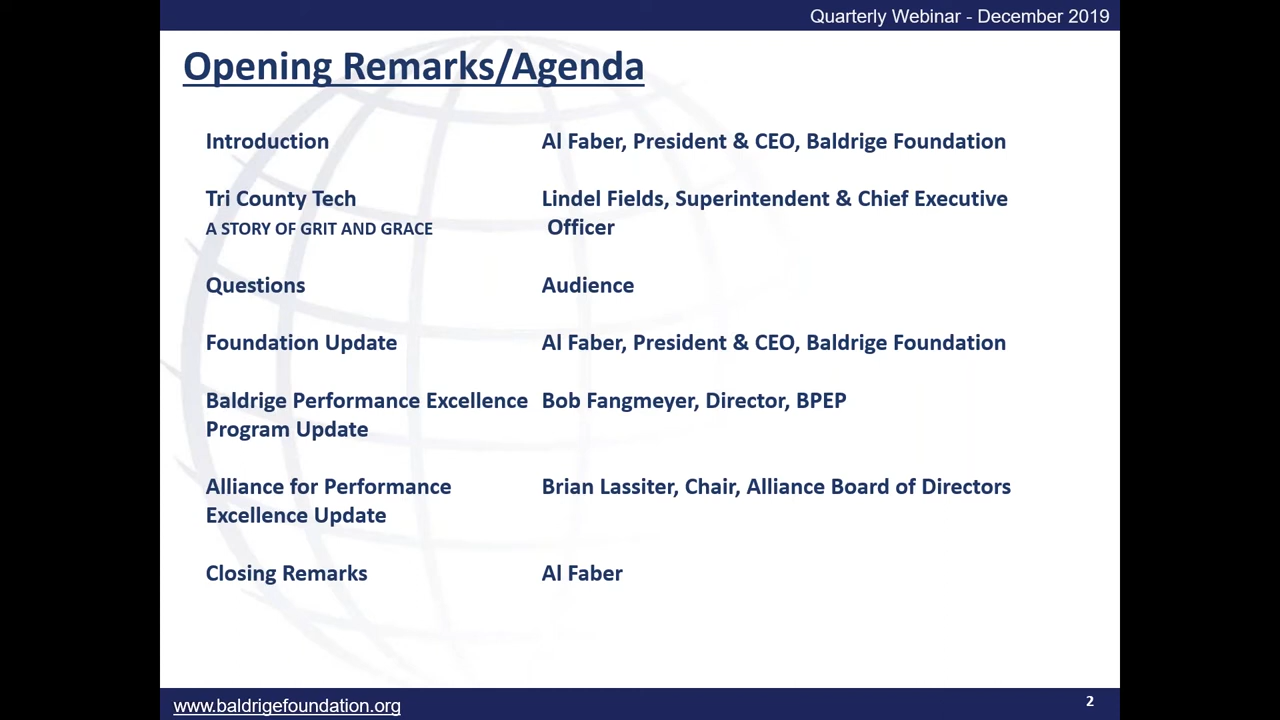 Quarterly Webinar - December 2019
Opening Remarks/Agenda
Introduction Al Faber, President & CEO, Baldrige Foundation
Tri County Tech Lindel Fields, Superintendent & Chief Executive
A STORY OF GRIT AND GRACE Officer
Questions Audience
Foundation Update Al Faber, President & CEO, Baldrige Foundation
Baldrige Performance Excellence Bob Fangmeyer, Director, BPEP
Program Update
Alliance for Performance Brian Lassiter, Chair, Alliance Board of Directors
Excellence Update
Closing Remarks Al Faber
www.baldrigefoundation.org 2